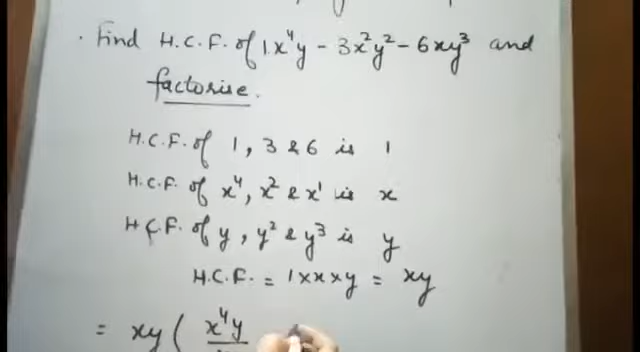 . Find H.C.F. of 1x⁴y - 3x²y² - 6xy³ and
factorise.
H.C.F. of 1, 3 & 6 is 1
H.C.F. of x⁴, x² & x¹ is x
H.C.F. of y, y² & y³ is y
H.C.F. = 1×x×y = xy
= xy ( x⁴y